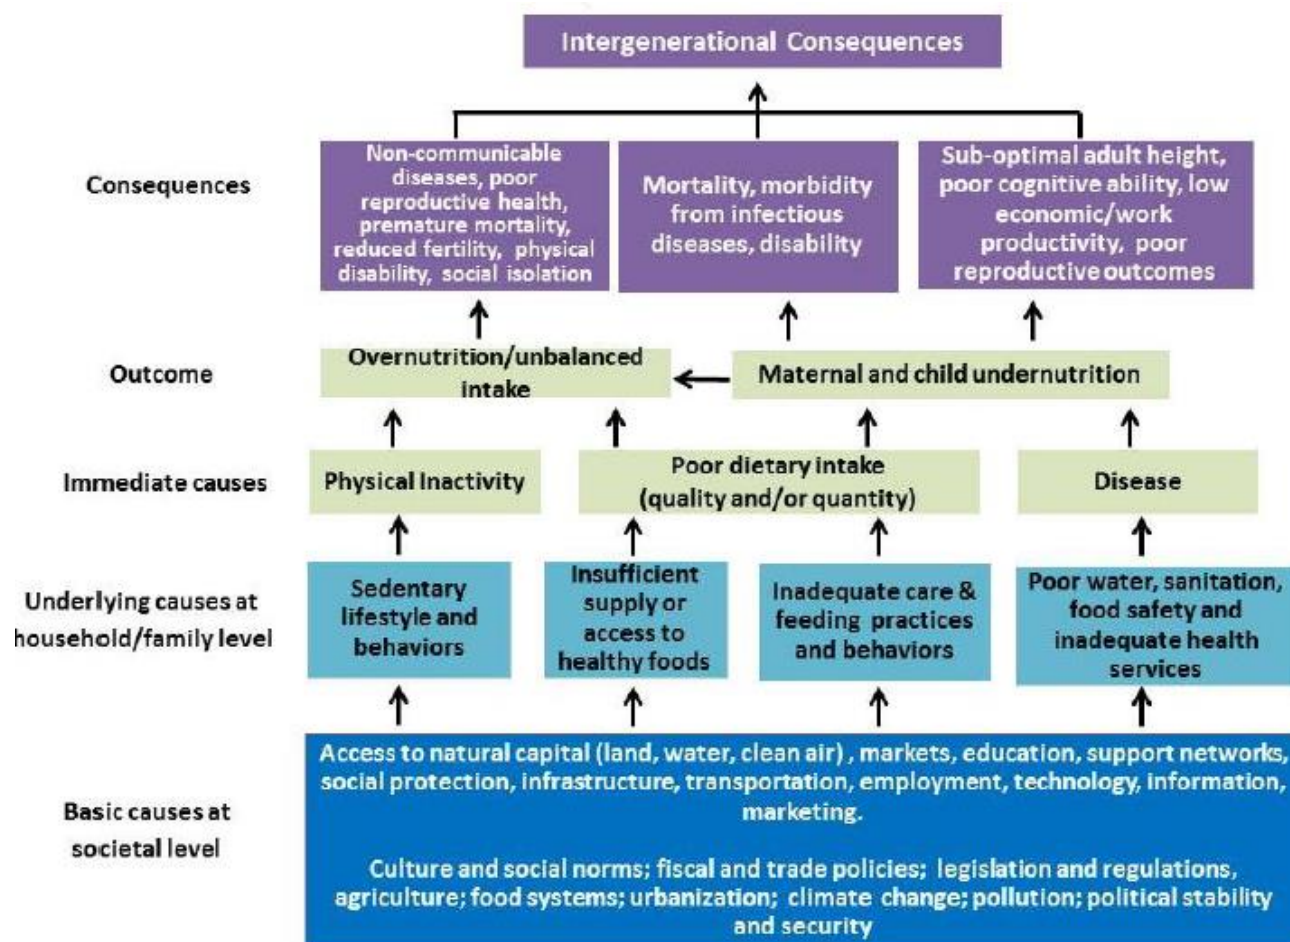 Intergenerational Consequences
Consequences
Non-communicable
diseases, poor
reproductive health,
premature mortality,
reduced fertility, physical
disability, social isolation
Mortality, morbidity
from infectious
diseases, disability
Sub-optimal adult height,
poor cognitive ability, low
economic/work
productivity, poor
reproductive outcomes
Outcome
Overnutrition/unbalanced
intake
Maternal and child undernutrition
Immediate causes
Physical Inactivity
Poor dietary intake
(quality and/or quantity)
Disease
Underlying causes at
household/family level
Sedentary
lifestyle and
behaviors
Insufficient
supply or
access to
healthy foods
Inadequate care &
feeding practices
and behaviors
Poor water, sanitation,
food safety and
inadequate health
services
Basic causes at
societal level
Access to natural capital (land, water, clean air) , markets, education, support networks,
social protection, infrastructure, transportation, employment, technology, information,
marketing.
Culture and social norms; fiscal and trade policies; legislation and regulations,
agriculture; food systems; urbanization; climate change; pollution; political stability
and security